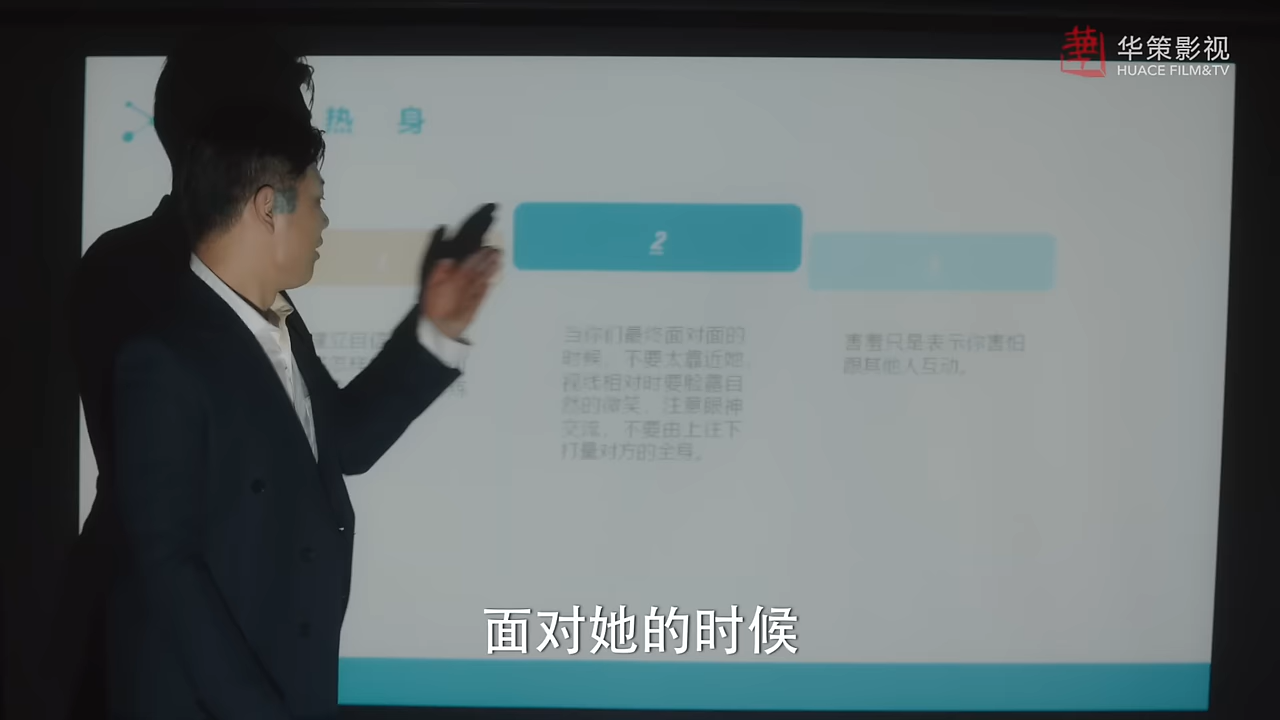 華
华策影视
HUACE FILM&TV
热 身
2
当你们最终面对面的
时候，不要太靠近她，
视线相对时要脸露自
然的微笑，注意眼神
交流，不要由上往下
打量对方的全身。
害羞只是表示你害怕
跟其他人互动。
面对她的时候